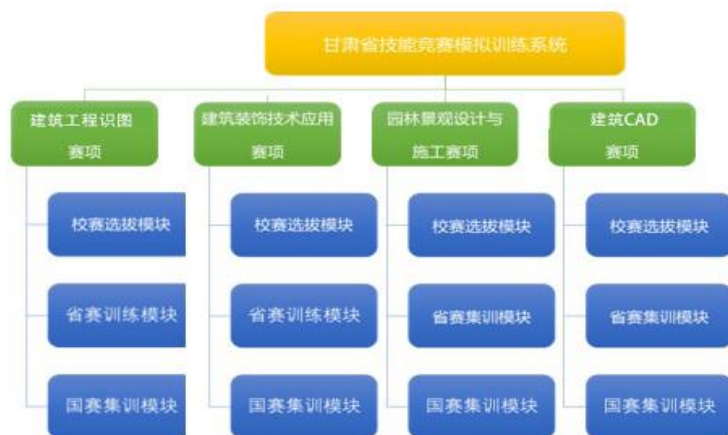 甘肃省技能竞赛模拟训练系统
建筑工程识图
赛项
建筑装饰技术应用
赛项
园林景观设计与
施工赛项
建筑CAD
赛项
校赛选拔模块
校赛选拔模块
校赛选拔模块
校赛选拔模块
省赛训练模块
省赛训练模块
省赛集训模块
省赛集训模块
国赛集训模块
国赛集训模块
国赛集训模块
国赛集训模块